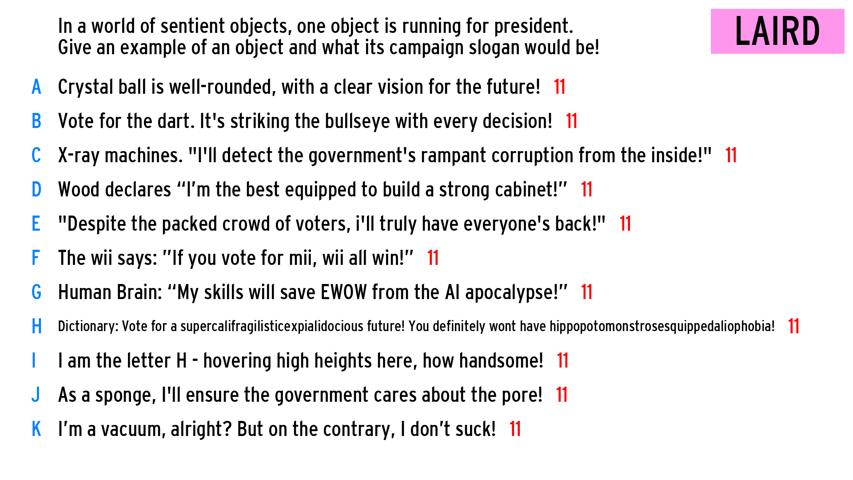 In a world of sentient objects, one object is running for president.
Give an example of an object and what its campaign slogan would be!
LAIRD
A Crystal ball is well-rounded, with a clear vision for the future! 11
B Vote for the dart. It's striking the bullseye with every decision! 11
C X-ray machines. "I'll detect the government's rampant corruption from the inside!" 11
D Wood declares “I’m the best equipped to build a strong cabinet!” 11
E "Despite the packed crowd of voters, i'll truly have everyone's back!" 11
F The wii says: ”If you vote for mii, wii all win!” 11
G Human Brain: “My skills will save EWOW from the AI apocalypse!” 11
H Dictionary: Vote for a supercalifragilisticexpialidocious future! You definitely wont have hippopotomonstrosesquippedaliophobia! 11
I I am the letter H - hovering high heights here, how handsome! 11
J As a sponge, I'll ensure the government cares about the pore! 11
K I’m a vacuum, alright? But on the contrary, I don’t suck! 11